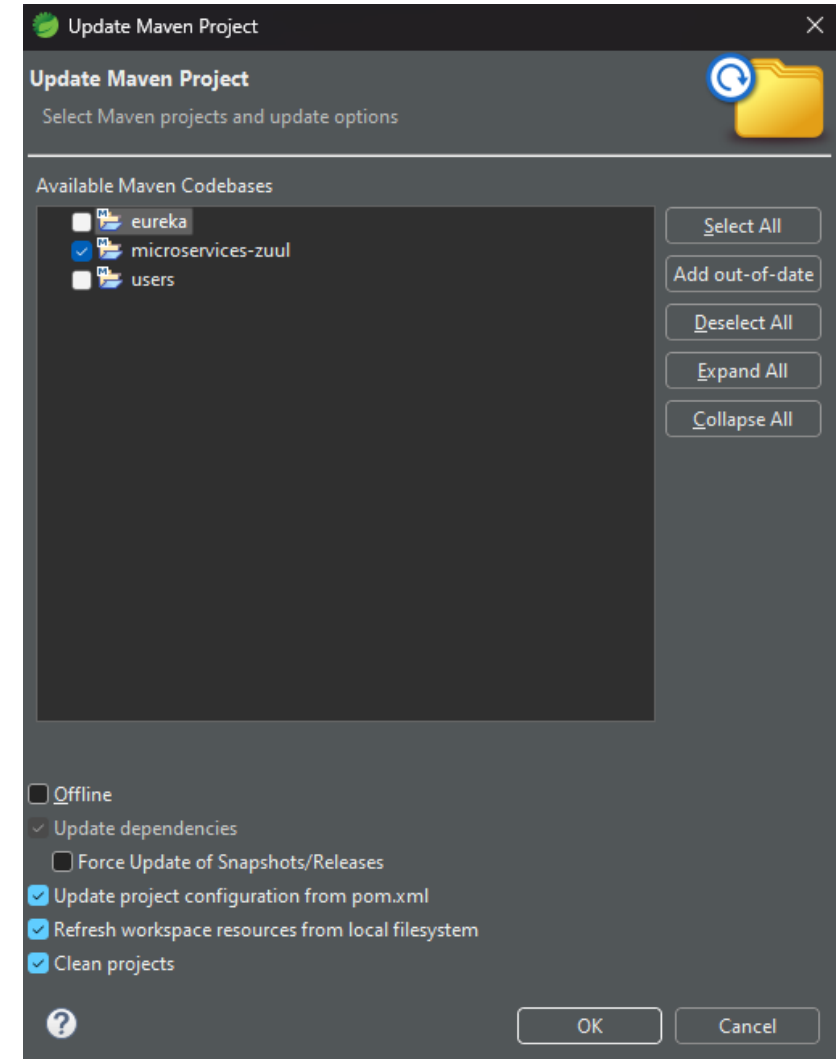 Update Maven Project
Update Maven Project
Select Maven projects and update options
Available Maven Codebases
eureka
microservices-zuul
users
Select All
Add out-of-date
Deselect All
Expand All
Collapse All
Offline
Update dependencies
Force Update of Snapshots/Releases
Update project configuration from pom.xml
Refresh workspace resources from local filesystem
Clean projects
?
OK
Cancel